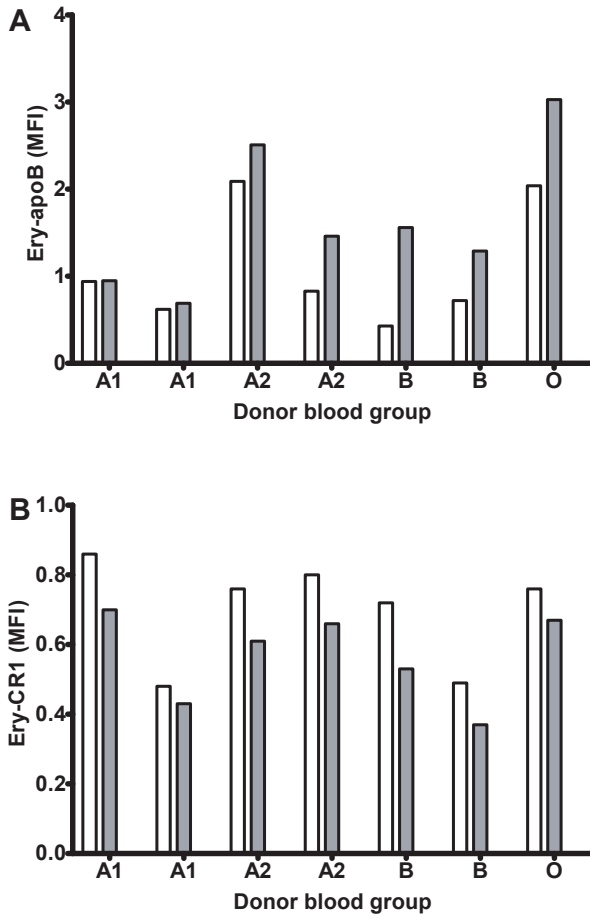 A
Ery-apoB (MFI)
4
3
2
1
0
A1 A1 A2 A2 B B O
Donor blood group
B
Ery-CR1 (MFI)
1.0
0.8
0.6
0.4
0.2
0.0
A1 A1 A2 A2 B B O
Donor blood group